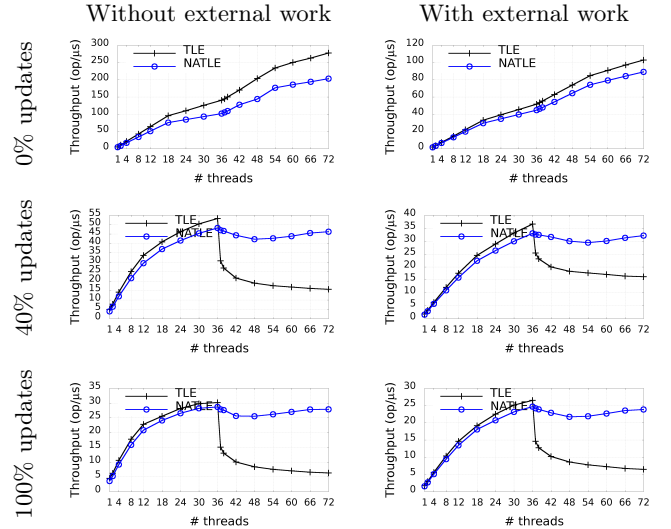 Without external work
With external work
0% updates
Throughput (op/µs)
300
250
200
150
100
50
0
TLE
NATLE
1 4 8 12 18 24 30 36 42 48 54 60 66 72
# threads
Throughput (op/µs)
120
100
80
60
40
20
0
TLE
NATLE
1 4 8 12 18 24 30 36 42 48 54 60 66 72
# threads
40% updates
Throughput (op/µs)
55
50
45
40
35
30
25
20
15
10
5
0
TLE
NATLE
1 4 8 12 18 24 30 36 42 48 54 60 66 72
# threads
Throughput (op/µs)
40
35
30
25
20
15
10
5
0
TLE
NATLE
1 4 8 12 18 24 30 36 42 48 54 60 66 72
# threads
100% updates
Throughput (op/µs)
35
30
25
20
15
10
5
0
TLE
NATLE
1 4 8 12 18 24 30 36 42 48 54 60 66 72
# threads
Throughput (op/µs)
30
25
20
15
10
5
0
TLE
NATLE
1 4 8 12 18 24 30 36 42 48 54 60 66 72
# threads